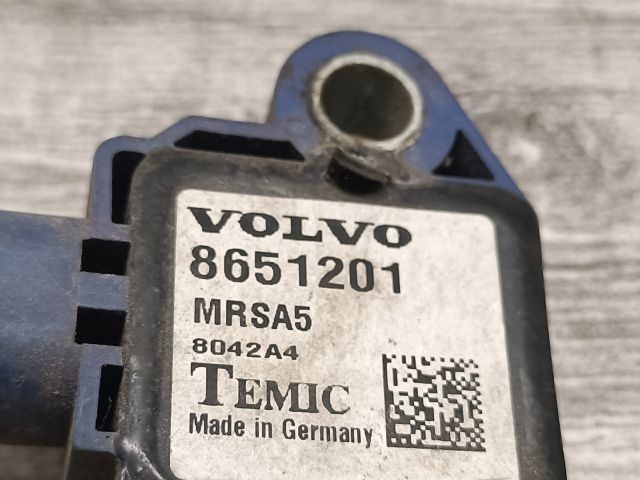 VOLVO
8651201
MRSA5
8042A4
TEMIC
Made in Germany